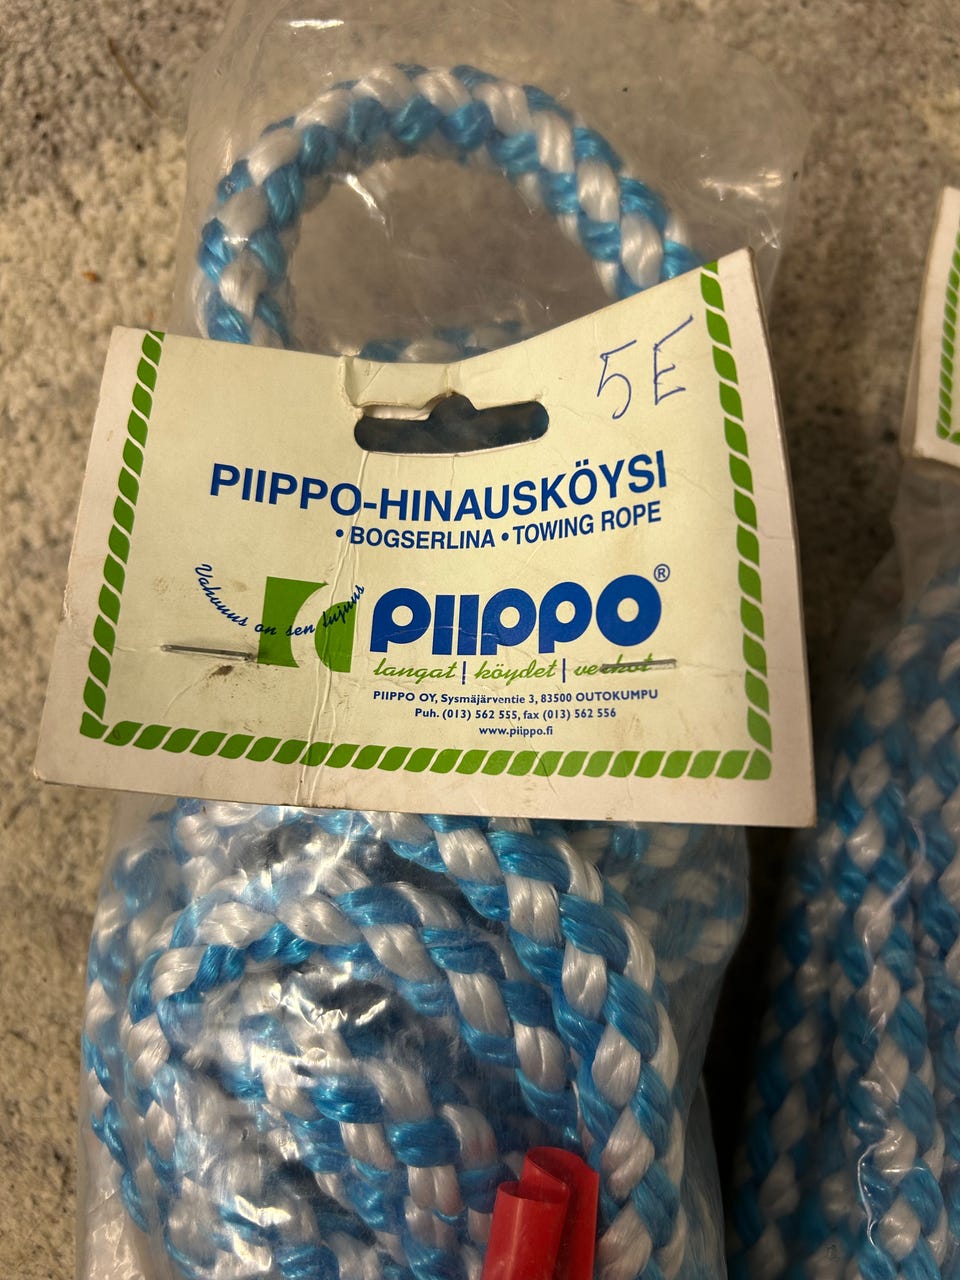 5E
PIIPPO-HINAUSKÖYSI
• BOGSERLINA • TOWING ROPE
Vahvuus on sen lujuus
PIIPPO®
langat | köydet | verkot
PIIPPO OY, Sysmäjärventie 3, 83500 OUTOKUMPU
Puh. (013) 562 555, fax (013) 562 556
www.piippo.fi